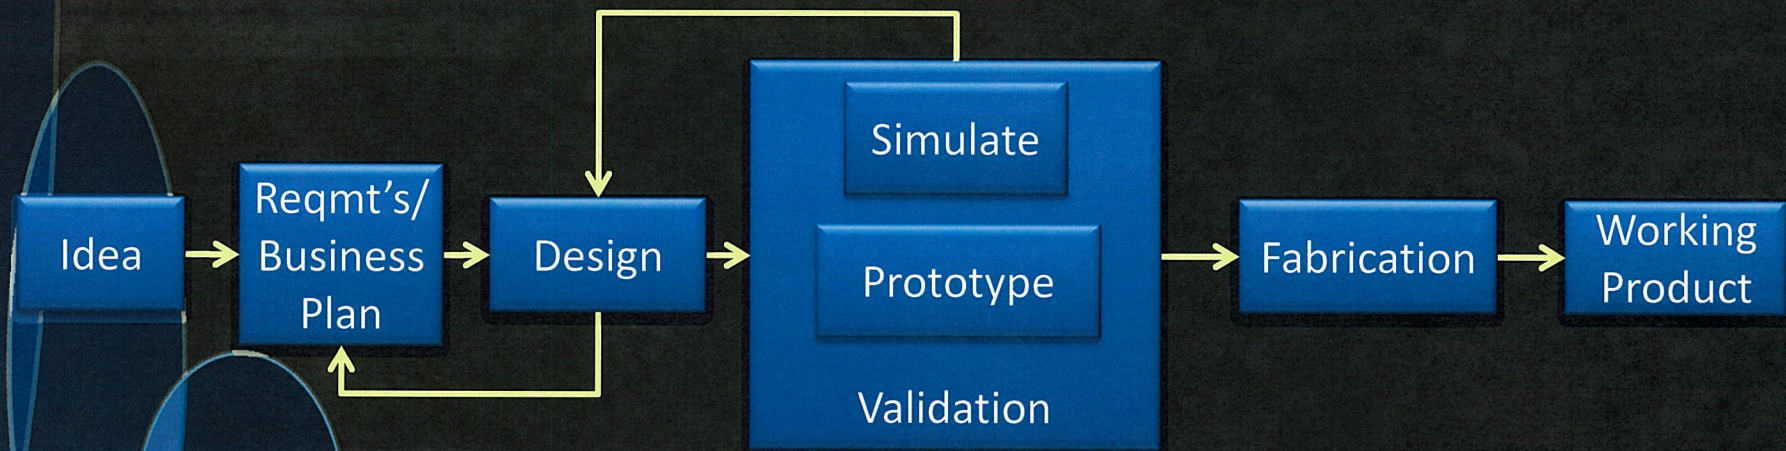 Idea
Reqmt's/
Business
Plan
Design
Simulate
Prototype
Validation
Fabrication
Working
Product